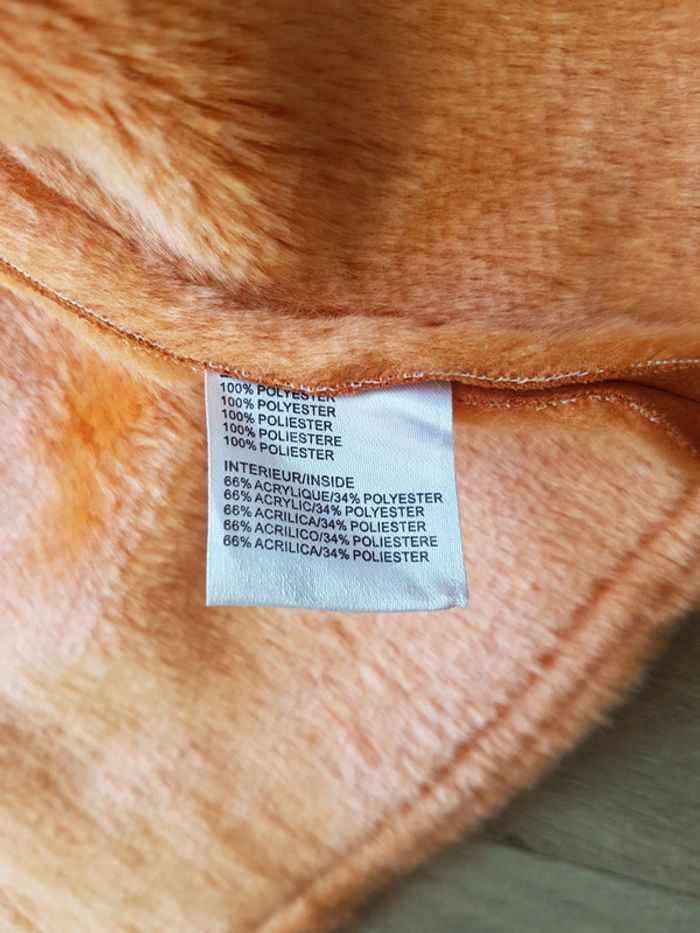 100% POLYESTER
100% POLYESTER
100% POLIESTER
100% POLIESTERE
100% POLIESTER
INTERIEUR/INSIDE
66% ACRYLIQUE/34% POLYESTER
66% ACRYLIC/34% POLYESTER
66% ACRILICA/34% POLIESTER
66% ACRILICO/34% POLIESTERE
66% ACRILICA/34% POLIESTER